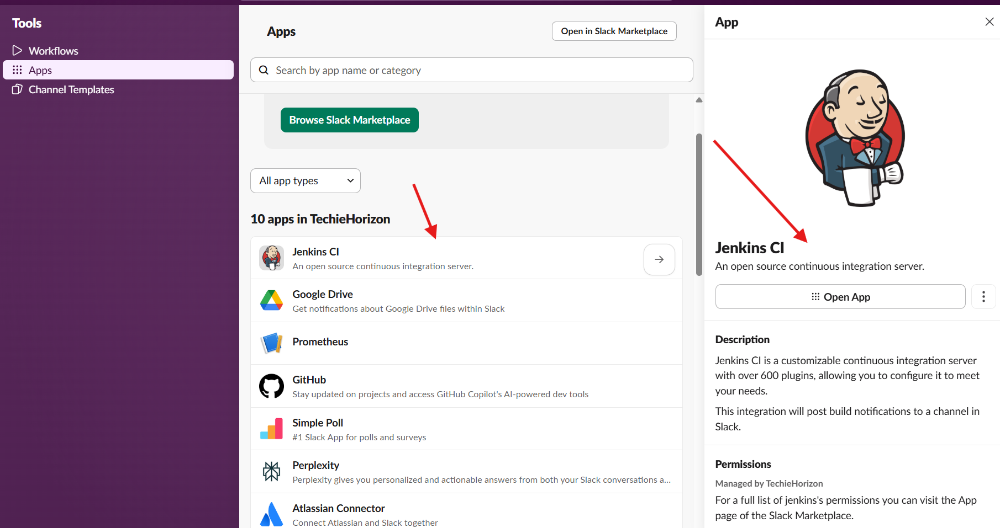 Tools
Workflows
Apps
Channel Templates
Apps
Open in Slack Marketplace
Search by app name or category
Browse Slack Marketplace
All app types
10 apps in TechieHorizon
Jenkins CI
An open source continuous integration server.
Google Drive
Get notifications about Google Drive files within Slack
Prometheus
GitHub
Stay updated on projects and access GitHub Copilot's AI-powered dev tools
Simple Poll
#1 Slack App for polls and surveys
Perplexity
Perplexity gives you personalized and actionable answers from both your Slack conversations a...
Atlassian Connector
Connect Atlassian and Slack together
App
Jenkins CI
An open source continuous integration server.
Open App
Description
Jenkins CI is a customizable continuous integration server
with over 600 plugins, allowing you to configure it to meet
your needs.
This integration will post build notifications to a channel in
Slack.
Permissions
Managed by TechieHorizon
For a full list of jenkins's permissions you can visit the App
page of the Slack Marketplace.